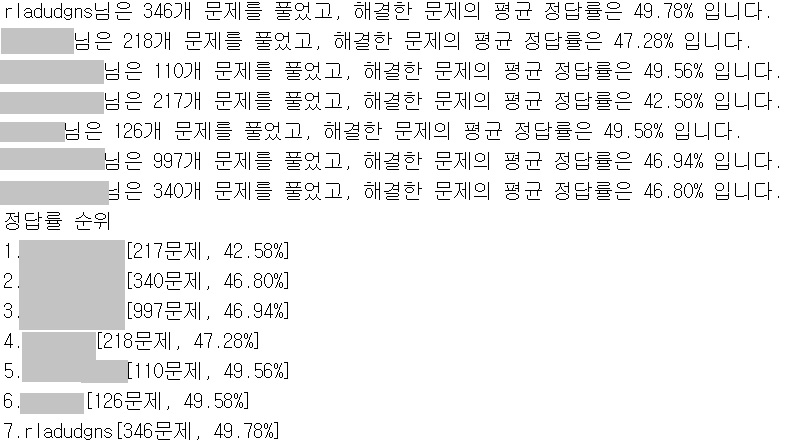 rladudgns님은 346개 문제를 풀었고, 해결한 문제의 평균 정답률은 49.78% 입니다.
님은 218개 문제를 풀었고, 해결한 문제의 평균 정답률은 47.28% 입니다.
님은 110개 문제를 풀었고, 해결한 문제의 평균 정답률은 49.56% 입니다.
님은 217개 문제를 풀었고, 해결한 문제의 평균 정답률은 42.58% 입니다.
님은 126개 문제를 풀었고, 해결한 문제의 평균 정답률은 49.58% 입니다.
님은 997개 문제를 풀었고, 해결한 문제의 평균 정답률은 46.94% 입니다.
님은 340개 문제를 풀었고, 해결한 문제의 평균 정답률은 46.80% 입니다.
정답률 순위
1.[217문제, 42.58%]
2.[340문제, 46.80%]
3.[997문제, 46.94%]
4.[218문제, 47.28%]
5.[110문제, 49.56%]
6.[126문제, 49.58%]
7.rladudgns[346문제, 49.78%]